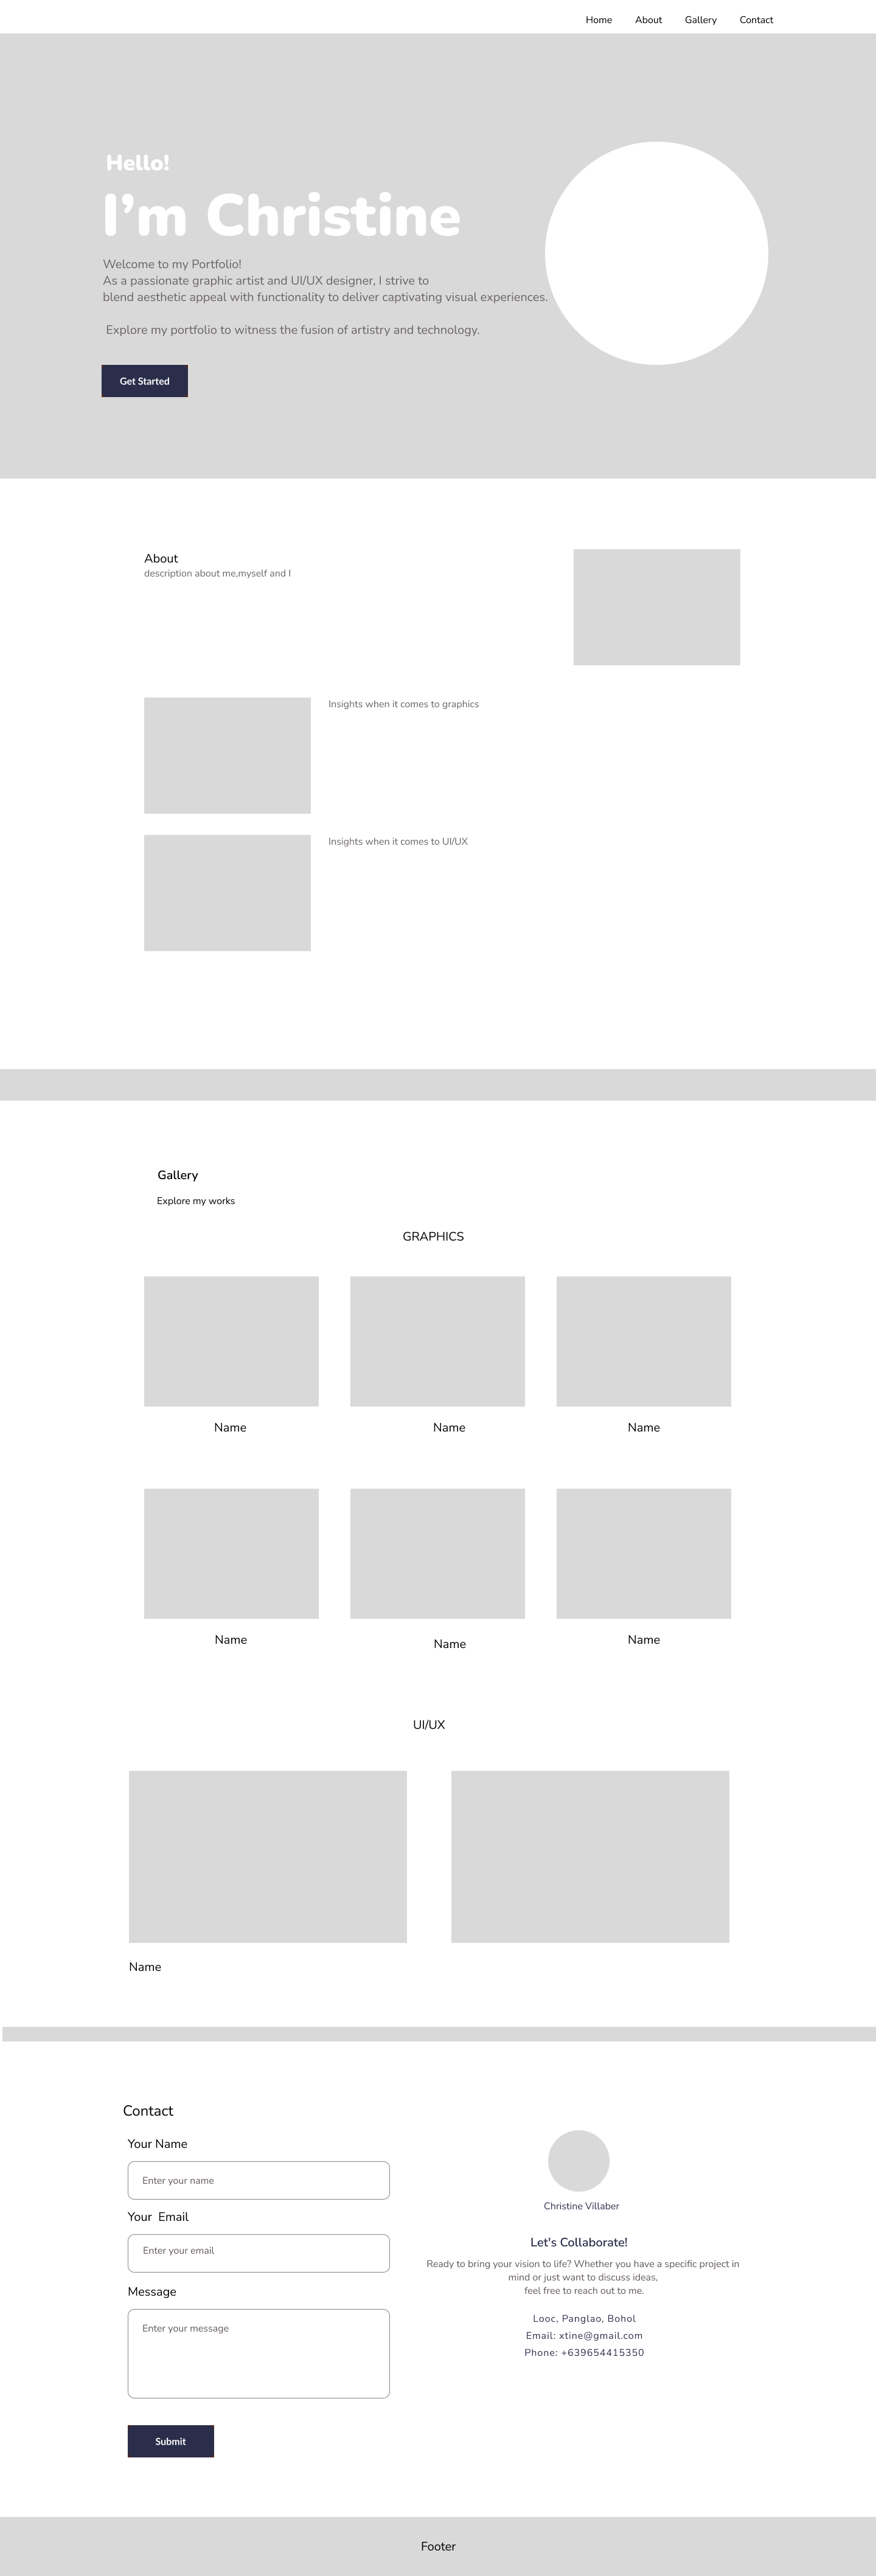 Home About Gallery Contact
Hello!
I’m Christine
Welcome to my Portfolio!
As a passionate graphic artist and UI/UX designer, I strive to
blend aesthetic appeal with functionality to deliver captivating visual experiences.
Explore my portfolio to witness the fusion of artistry and technology.
Get Started
About
description about me,myself and I
Insights when it comes to graphics
Insights when it comes to UI/UX
Gallery
Explore my works
GRAPHICS
Name Name Name
Name Name Name
UI/UX
Name
Contact
Your Name
Enter your name
Your  Email
Enter your email
Message
Enter your message
Submit
Christine Villaber
Let's Collaborate!
Ready to bring your vision to life? Whether you have a specific project in
mind or just want to discuss ideas,
feel free to reach out to me.
Looc, Panglao, Bohol
Email: xtine@gmail.com
Phone: +639654415350
Footer